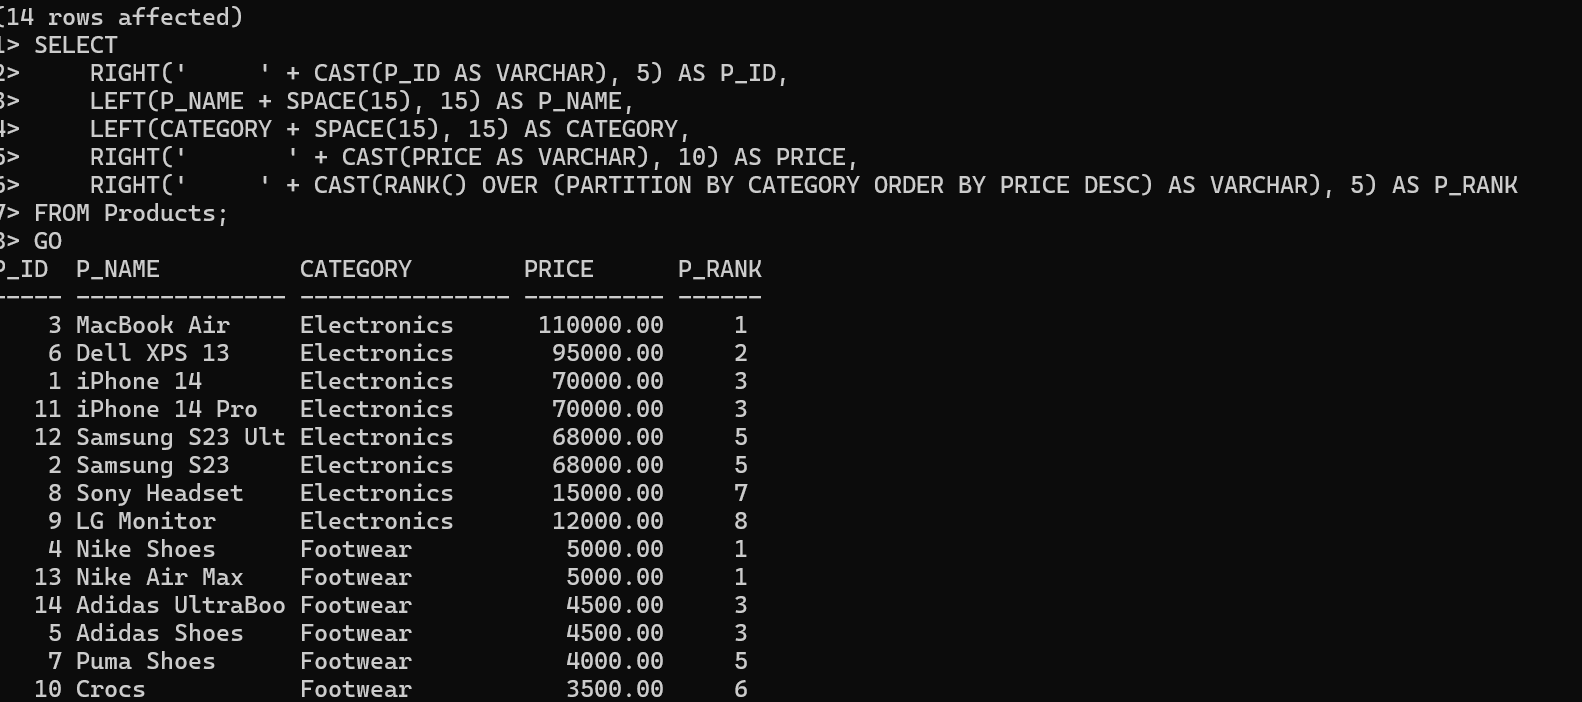 (14 rows affected)
1> SELECT
2>     RIGHT('     ' + CAST(P_ID AS VARCHAR), 5) AS P_ID,
3>     LEFT(P_NAME + SPACE(15), 15) AS P_NAME,
4>     LEFT(CATEGORY + SPACE(15), 15) AS CATEGORY,
5>     RIGHT('       ' + CAST(PRICE AS VARCHAR), 10) AS PRICE,
6>     RIGHT('     ' + CAST(RANK() OVER (PARTITION BY CATEGORY ORDER BY PRICE DESC) AS VARCHAR), 5) AS P_RANK
7> FROM Products;
8> GO
P_ID  P_NAME          CATEGORY        PRICE      P_RANK
----- --------------- --------------- ---------- ------
    3 MacBook Air     Electronics      110000.00     1
    6 Dell XPS 13     Electronics       95000.00     2
    1 iPhone 14       Electronics       70000.00     3
   11 iPhone 14 Pro   Electronics       70000.00     3
   12 Samsung S23 Ult Electronics       68000.00     5
    2 Samsung S23     Electronics       68000.00     5
    8 Sony Headset    Electronics       15000.00     7
    9 LG Monitor      Electronics       12000.00     8
    4 Nike Shoes      Footwear           5000.00     1
   13 Nike Air Max    Footwear           5000.00     1
   14 Adidas UltraBoo Footwear           4500.00     3
    5 Adidas Shoes    Footwear           4500.00     3
    7 Puma Shoes      Footwear           4000.00     5
   10 Crocs           Footwear           3500.00     6